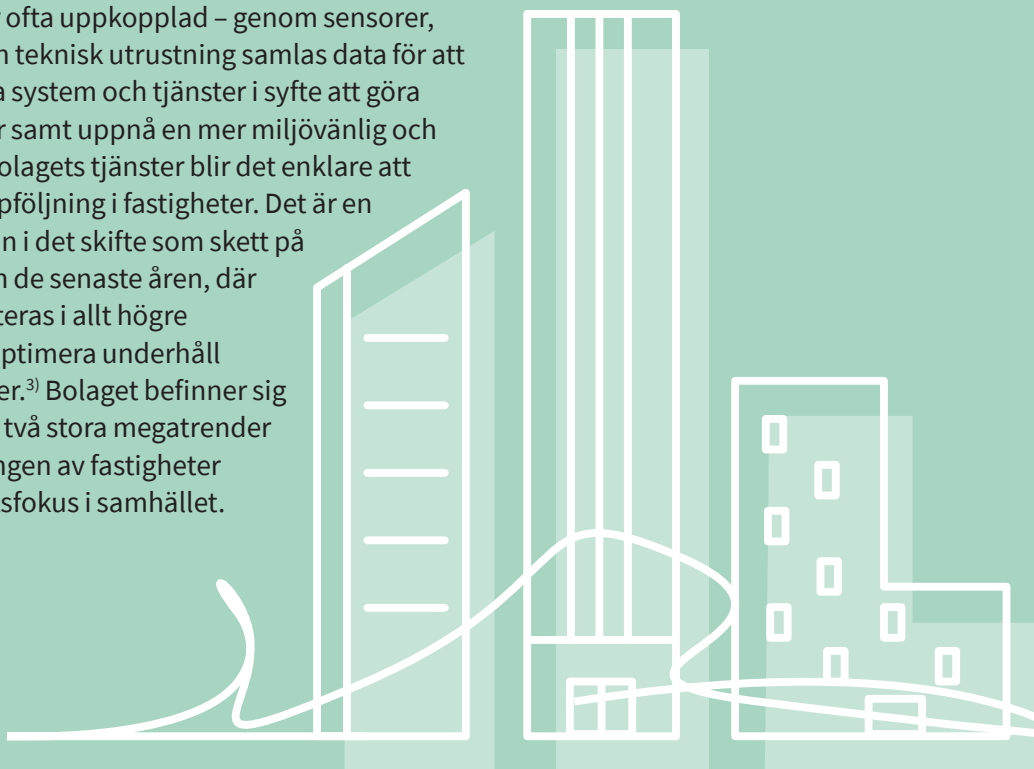 ofta uppkopplad – genom sensorer,
teknisk utrustning samlas data för att
system och tjänster i syfte att göra
samt uppnå en mer miljövänlig och
olagets tjänster blir det enklare att
pföljning i fastigheter. Det är en
n i det skifte som skett på
de senaste åren, där
teras i allt högre
ptimera underhåll
er.3) Bolaget befinner sig
två stora megatrender
ngen av fastigheter
tsfokus i samhället.